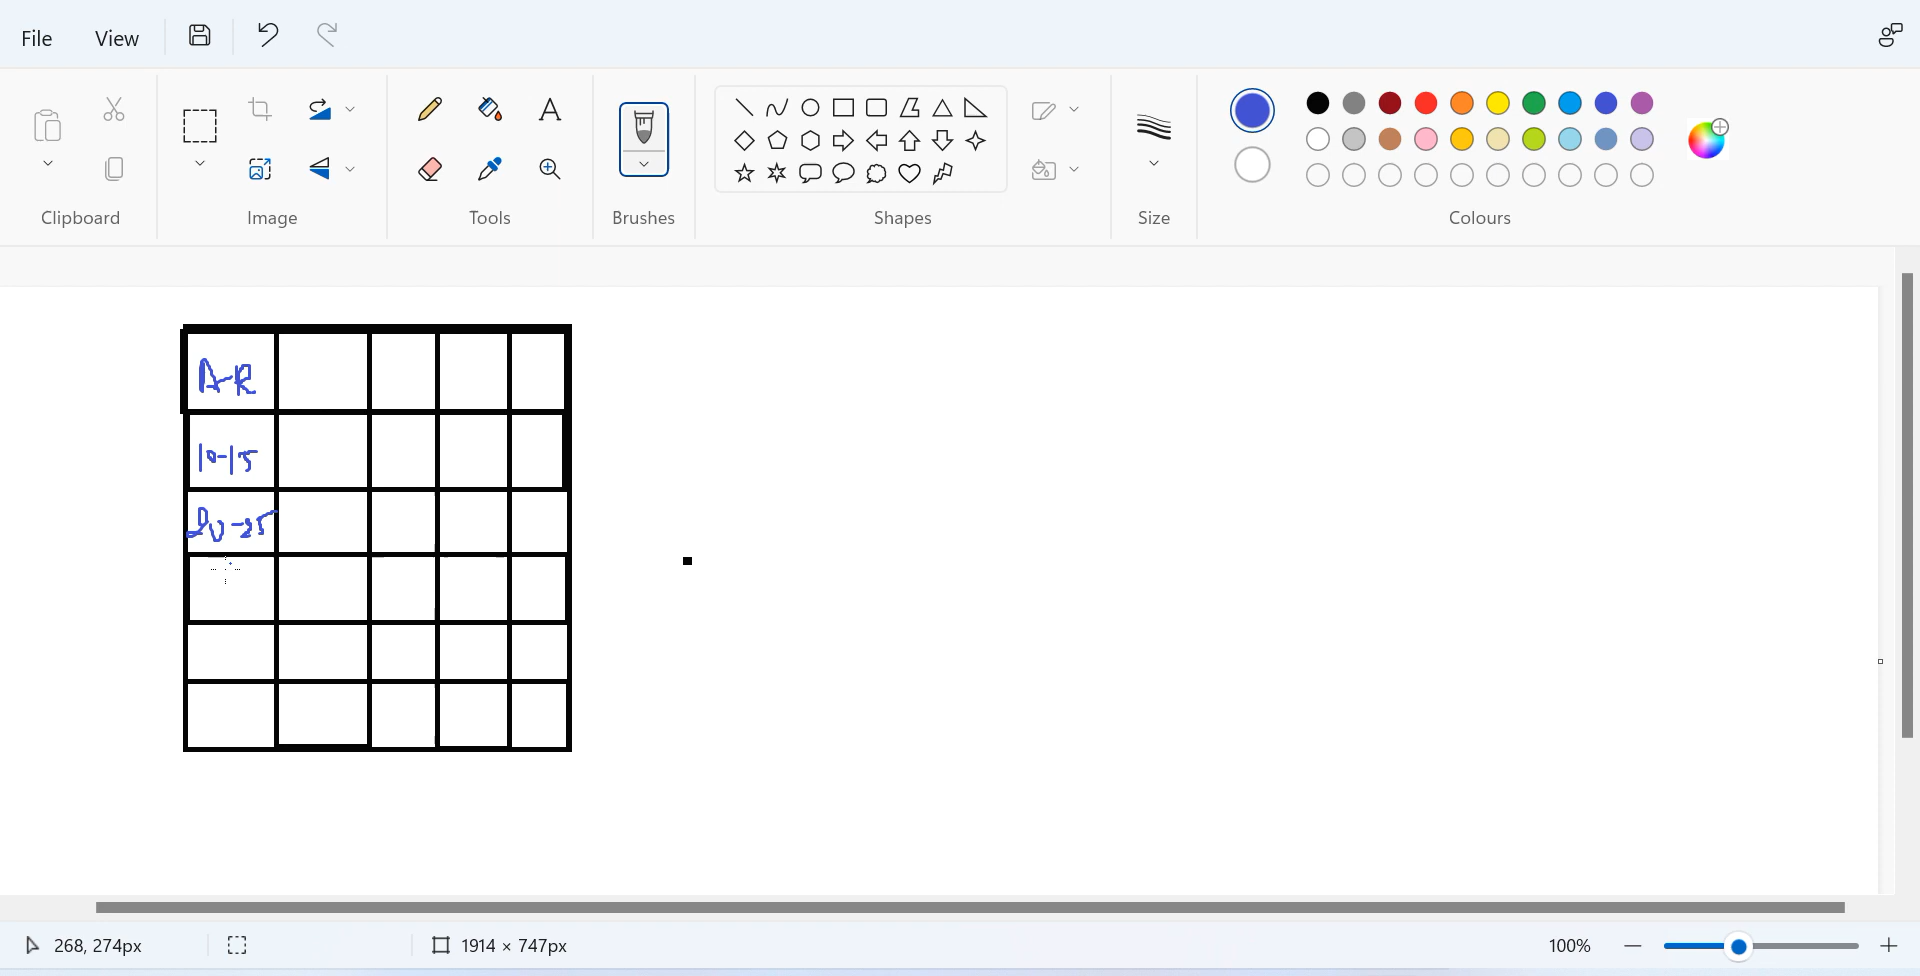 File View
Clipboard Image Tools Brushes Shapes Size Colours
A-R
10-15
20-25
268, 274px 1914 × 747px 100%